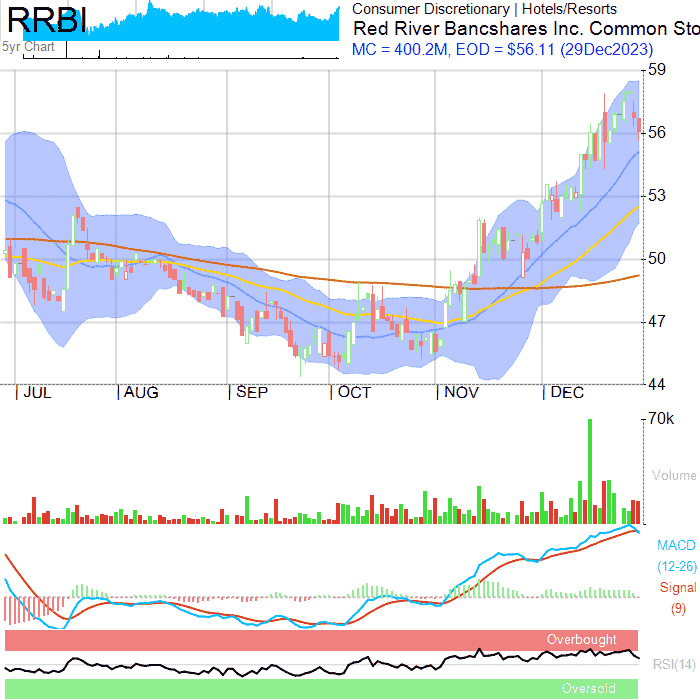 RRBI
5yr Chart
Consumer Discretionary | Hotels/Resorts
Red River Bancshares Inc. Common Sto
MC = 400.2M, EOD = $56.11 (29Dec2023)
59
56
53
50
47
44
JUL AUG SEP OCT NOV DEC
70k
Volume
MACD
(12-26)
Signal
(9)
Overbought
RSI(14)
Oversold